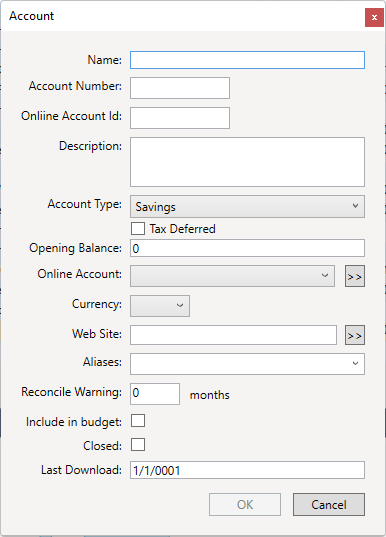 Account
x
Name:
Account Number:
Onliine Account Id:
Description:
Account Type: Savings
Tax Deferred
Opening Balance: 0
Online Account: >>
Currency:
Web Site: >>
Aliases:
Reconcile Warning: 0 months
Include in budget:
Closed:
Last Download: 1/1/0001
OK Cancel